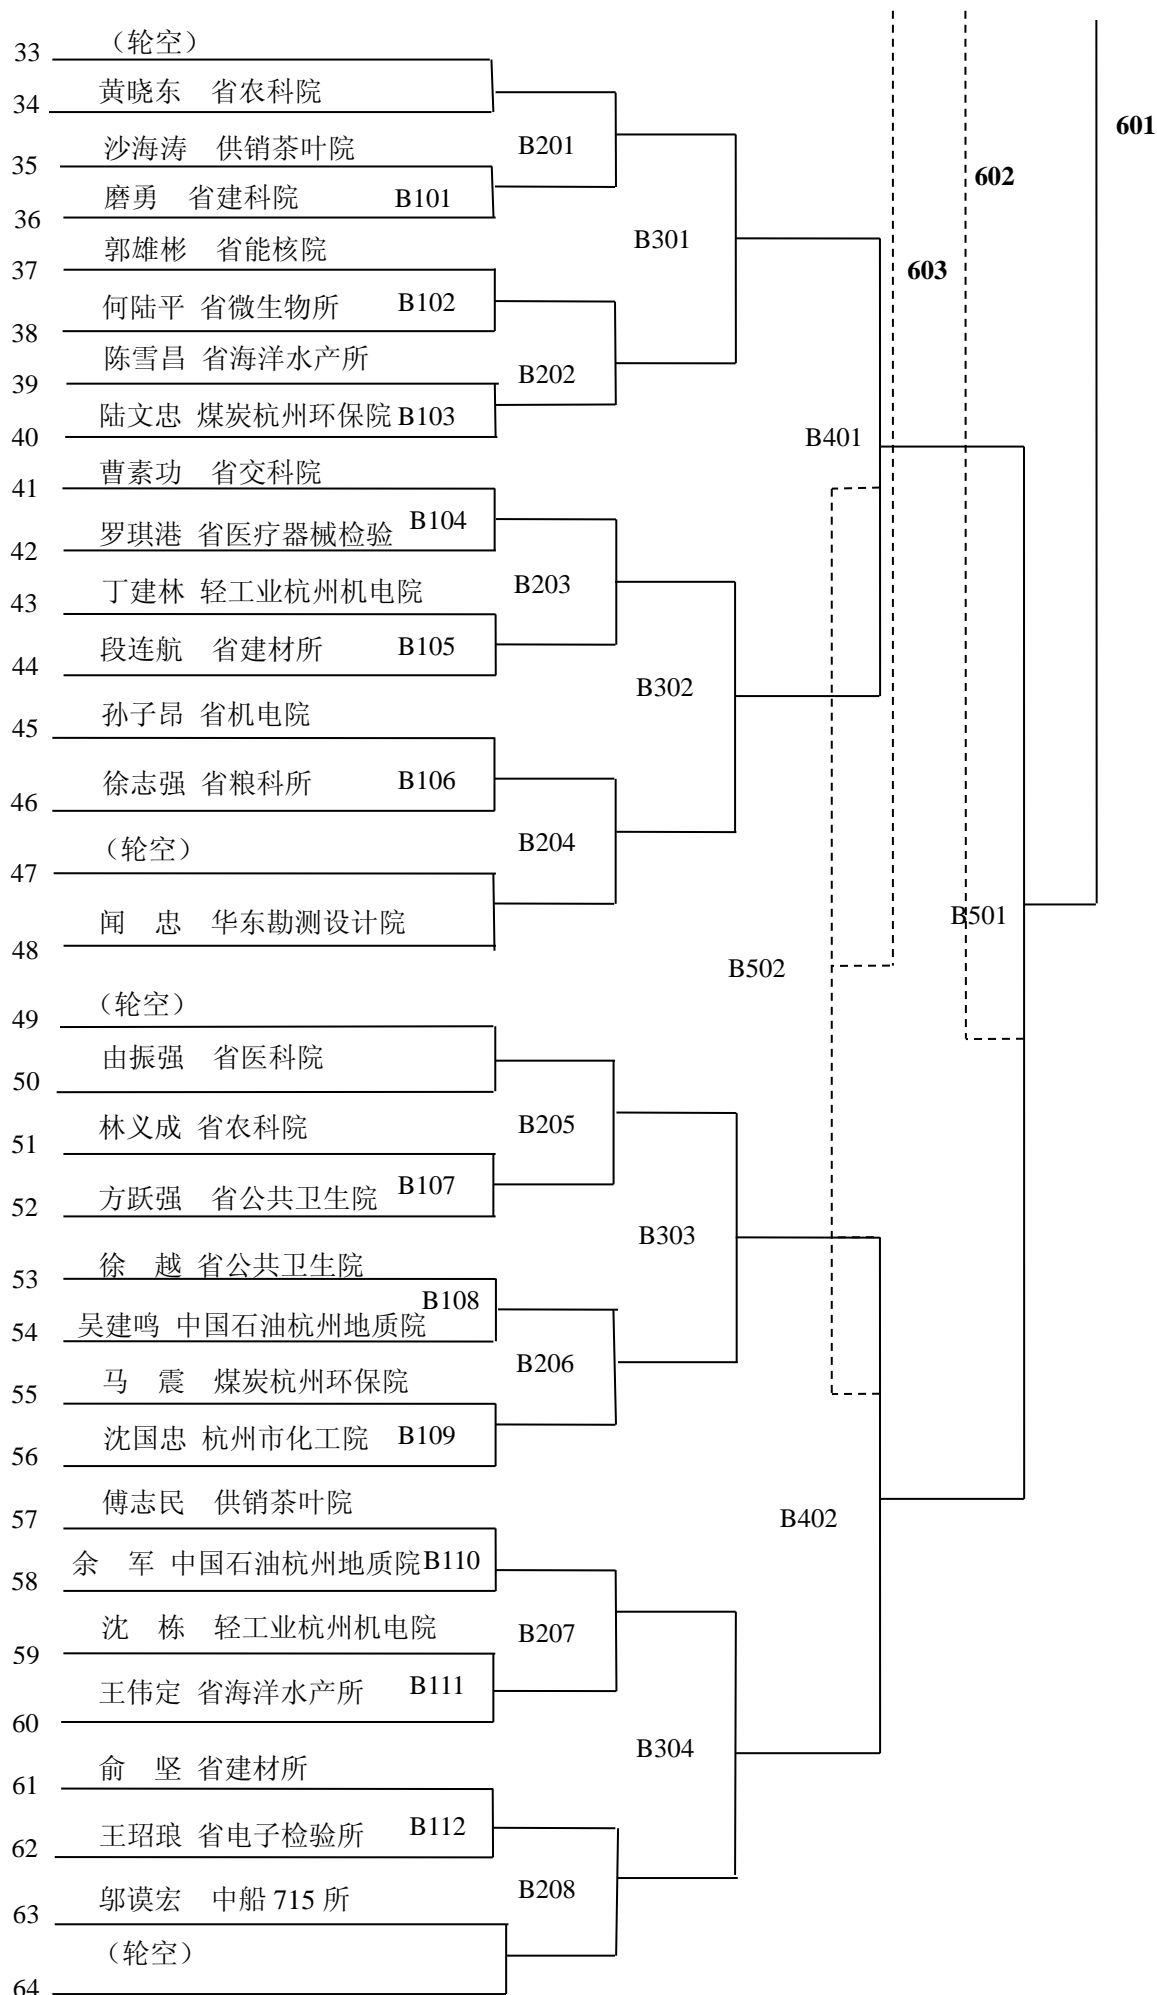 33 （轮空）
34 黄晓东 省农科院
B201
601
35 沙海涛 供销茶叶院
602
36 磨勇 省建科院 B101
B301
37 郭雄彬 省能核院
603
38 何陆平 省微生物所 B102
39 陈雪昌 省海洋水产所
B202
40 陆文忠 煤炭杭州环保院 B103
B401
41 曹素功 省交科院
42 罗琪港 省医疗器械检验 B104
B203
43 丁建林 轻工业杭州机电院
44 段连航 省建材所 B105
B302
45 孙子昂 省机电院
46 徐志强 省粮科所 B106
B204
47 （轮空）
48 闻 忠 华东勘测设计院
B501
B502
49 （轮空）
50 由振强 省医科院
51 林义成 省农科院
B205
52 方跃强 省公共卫生院 B107
B303
53 徐 越 省公共卫生院
54 吴建鸣 中国石油杭州地质院 B108
B206
55 马 震 煤炭杭州环保院
56 沈国忠 杭州市化工院 B109
57 傅志民 供销茶叶院
B402
58 余 军 中国石油杭州地质院 B110
59 沈 栋 轻工业杭州机电院
B207
60 王伟定 省海洋水产所 B111
B304
61 俞 坚 省建材所
62 王玿琅 省电子检验所 B112
B208
63 邬谟宏 中船 715 所
64 （轮空）